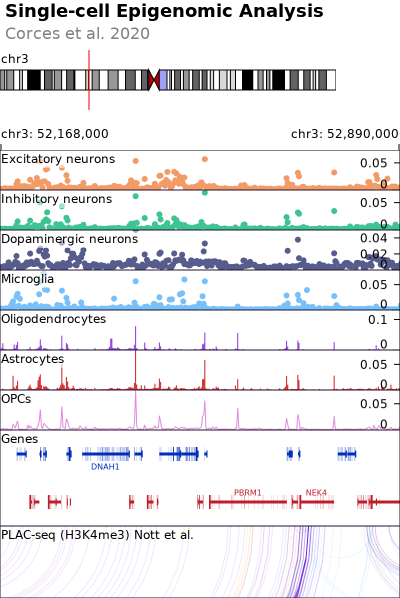 Single-cell Epigenomic Analysis
Corces et al. 2020
chr3
chr3: 52,168,000 chr3: 52,890,000
Excitatory neurons 0.05
0
Inhibitory neurons 0.05
0
Dopaminergic neurons 0.04
0.02
0
Microglia 0.05
0
Oligodendrocytes 0.1
0
Astrocytes 0.05
0
OPCs 0.05
0
Genes
DNAH1
PBRM1 NEK4
PLAC-seq (H3K4me3) Nott et al.